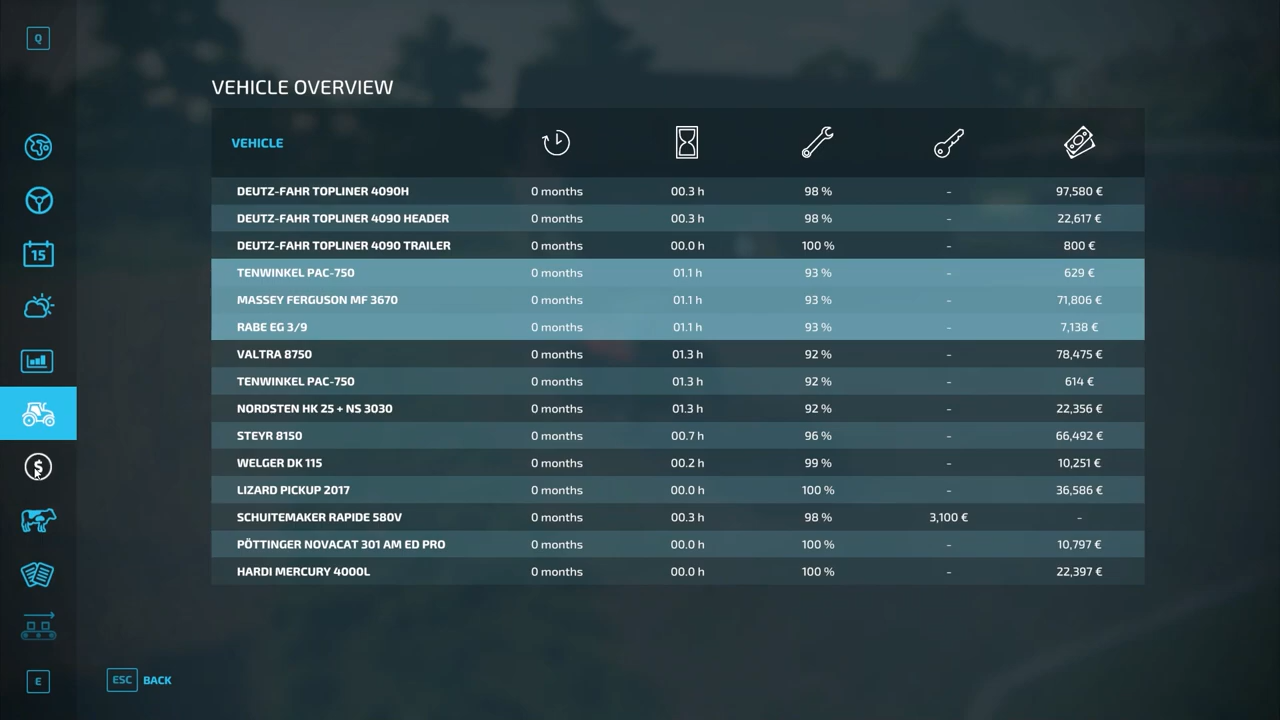 Q
VEHICLE OVERVIEW
VEHICLE
DEUTZ-FAHR TOPLINER 4090H 0 months 00.3 h 98 % - 97,580 €
DEUTZ-FAHR TOPLINER 4090 HEADER 0 months 00.3 h 98 % - 22,617 €
DEUTZ-FAHR TOPLINER 4090 TRAILER 0 months 00.0 h 100 % - 800 €
TENWINKEL PAC-750 0 months 01.1 h 93 % - 629 €
MASSEY FERGUSON MF 3670 0 months 01.1 h 93 % - 71,806 €
RABE EG 3/9 0 months 01.1 h 93 % - 7,138 €
VALTRA 8750 0 months 01.3 h 92 % - 78,475 €
TENWINKEL PAC-750 0 months 01.3 h 92 % - 614 €
NORDSTEN HK 25 + NS 3030 0 months 01.3 h 92 % - 22,356 €
STEYR 8150 0 months 00.7 h 96 % - 66,492 €
WELGER DK 115 0 months 00.2 h 99 % - 10,251 €
LIZARD PICKUP 2017 0 months 00.0 h 100 % - 36,586 €
SCHUITEMAKER RAPIDE 580V 0 months 00.3 h 98 % 3,100 € -
PÖTTINGER NOVACAT 301 AM ED PRO 0 months 00.0 h 100 % - 10,797 €
HARDI MERCURY 4000L 0 months 00.0 h 100 % - 22,397 €
15
$
E
ESC BACK